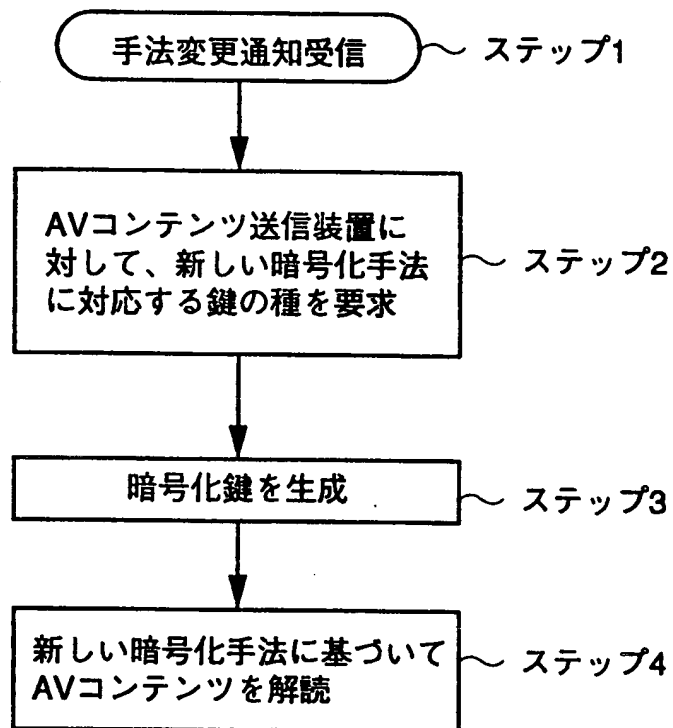 手法変更通知受信
ステップ1
AVコンテンツ送信装置に
対して、新しい暗号化手法
に対応する鍵の種を要求
ステップ2
暗号化鍵を生成
ステップ3
新しい暗号化手法に基づいて
AVコンテンツを解読
ステップ4